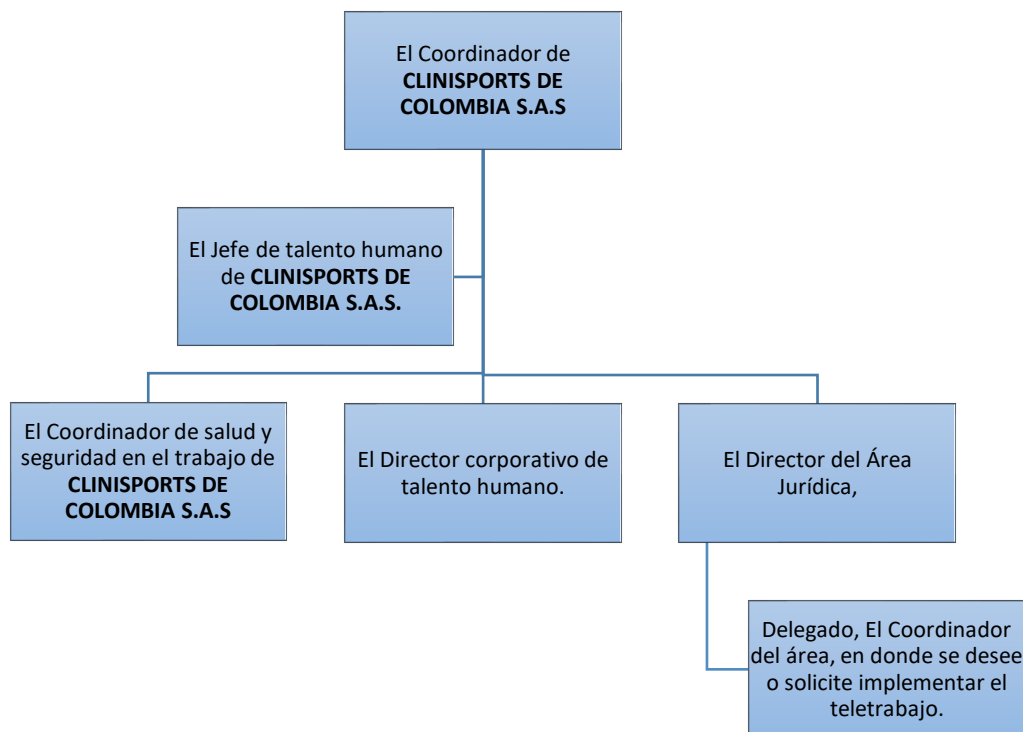 El Coordinador de
CLINISPORTS DE
COLOMBIA S.A.S
El Jefe de talento humano
de CLINISPORTS DE
COLOMBIA S.A.S.
El Coordinador de salud y
seguridad en el trabajo de
CLINISPORTS DE
COLOMBIA S.A.S
El Director corporativo de
talento humano.
El Director del Área
Jurídica,
Delegado, El Coordinador
del área, en donde se desee
o solicite implementar el
teletrabajo.